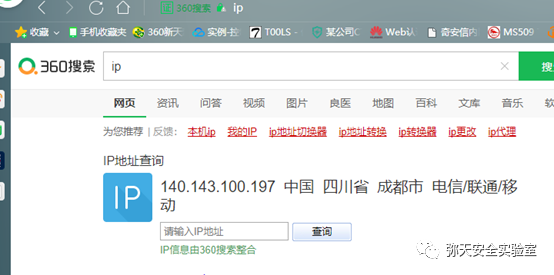 360搜索 ip
收藏 手机收藏夹 360新天 实例-控 T00LS - 某公司C Web认 奇安信内 MS509
360搜索 ip
网页 资讯 问答 视频 图片 良医 地图 百科 文库 音乐
为您推荐 | 反馈: 本机ip 我的IP ip地址切换器 ip地址转换 ip转换器 ip更改 ip代理
IP地址查询
IP
140.143.100.197 中国 四川省 成都市 电信/联通/移
动
请输入IP地址 查询
IP信息由360搜索整合
弥天安全实验室